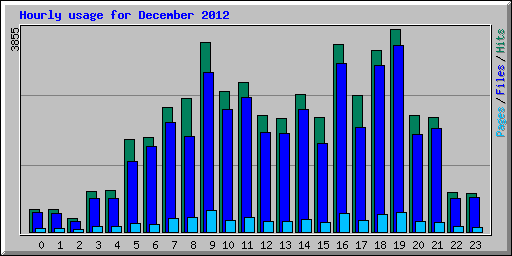 Hourly usage for December 2012
3855
Pages / Files / Hits
0 1 2 3 4 5 6 7 8 9 10 11 12 13 14 15 16 17 18 19 20 21 22 23